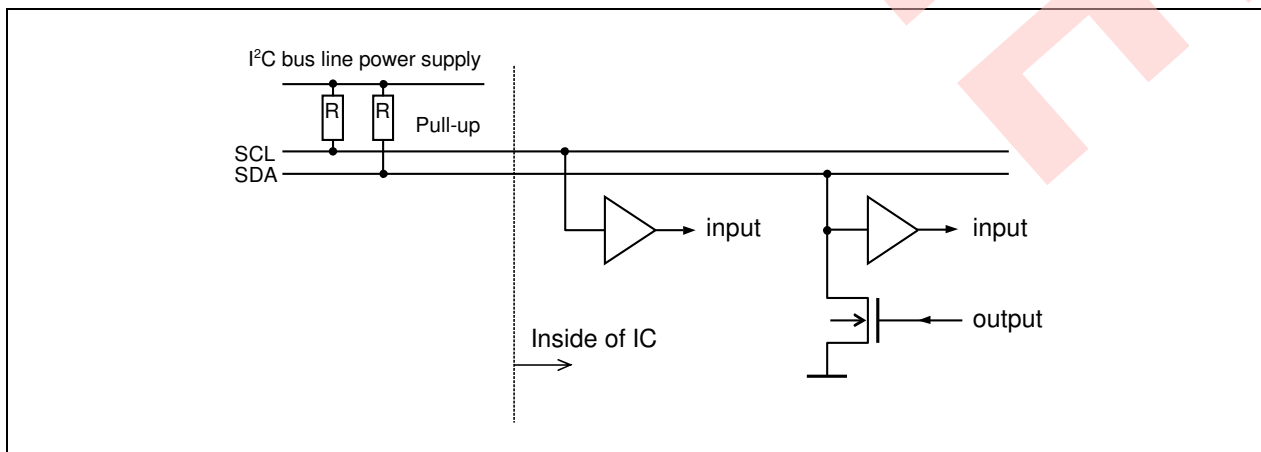 I²C bus line power supply
R R
Pull-up
SCL
SDA
input input
output
Inside of IC